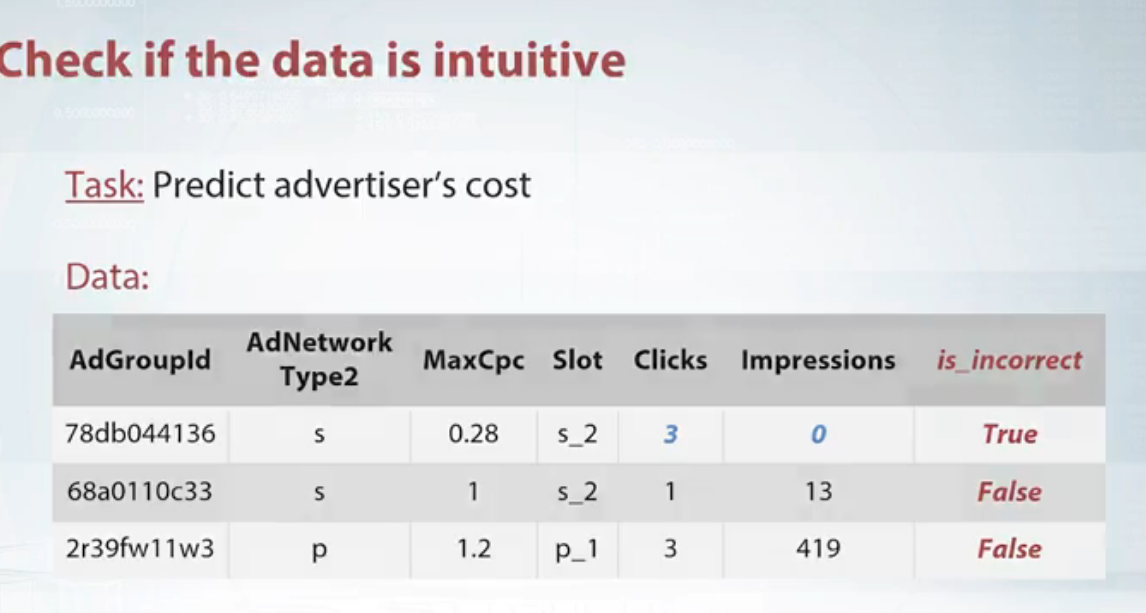 Check if the data is intuitive
Task: Predict advertiser's cost
Data:
AdGroupId AdNetwork Type2 MaxCpc Slot Clicks Impressions is_incorrect
78db044136 s 0.28 s_2 3 0 True
68a0110c33 s 1 s_2 1 13 False
2r39fw11w3 p 1.2 p_1 3 419 False